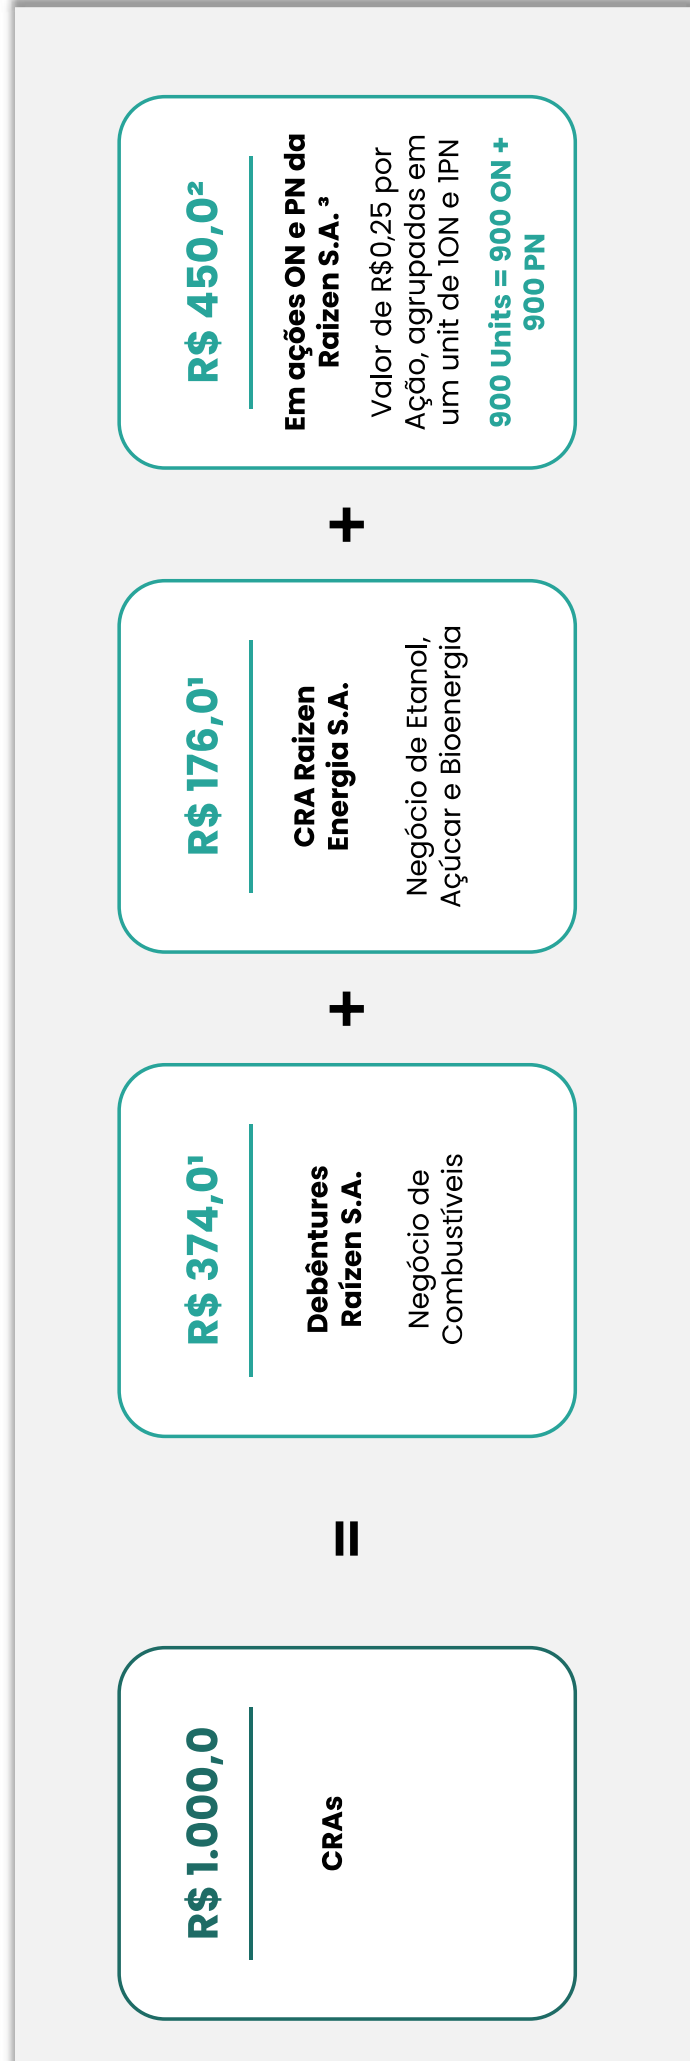 R$ 1.000,0
CRAs
=
R$ 374,0¹
Debêntures
Raízen S.A.
Negócio de
Combustíveis
+
R$ 176,0¹
CRA Raizen
Energia S.A.
Negócio de Etanol,
Açúcar e Bioenergia
+
R$ 450,0²
Em ações ON e PN da
Raizen S.A. ³
Valor de R$0,25 por
Ação, agrupadas em
um unit de 1ON e 1PN
900 Units = 900 ON +
900 PN